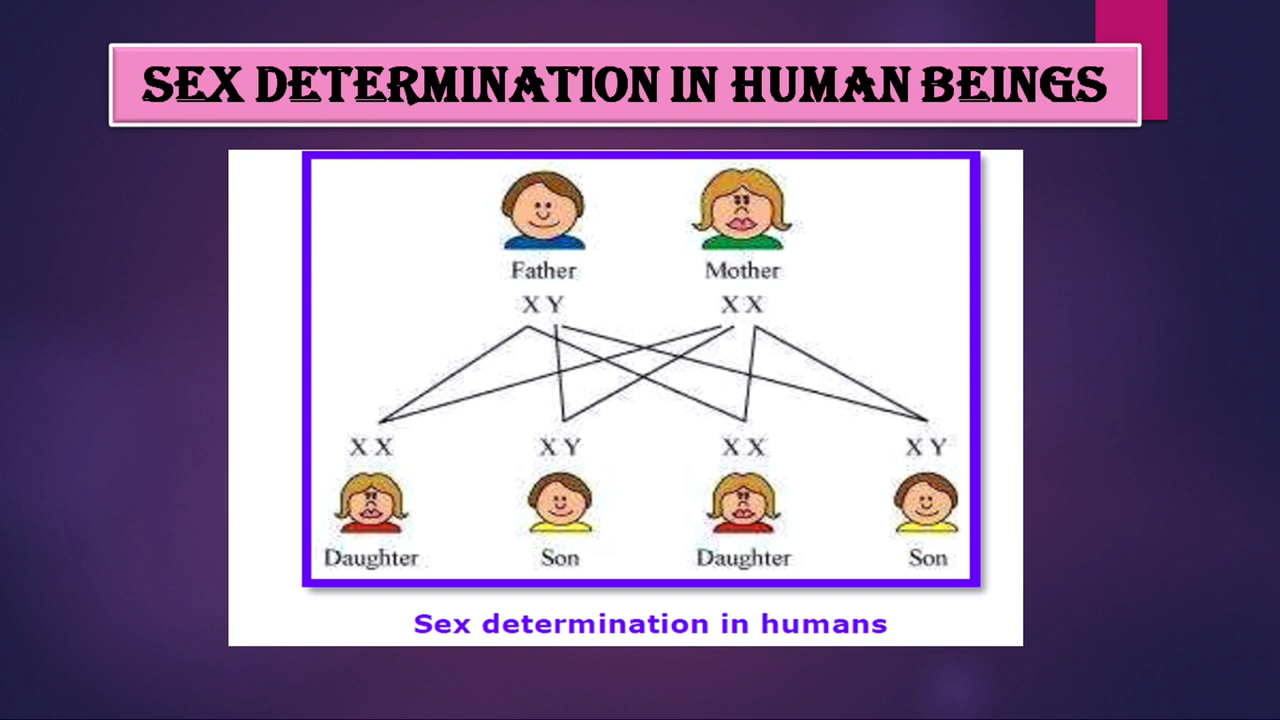 SEX DETERMINATION IN HUMAN BEINGS
Father Mother
X Y X X
X X X Y X X X Y
Daughter Son Daughter Son
Sex determination in humans